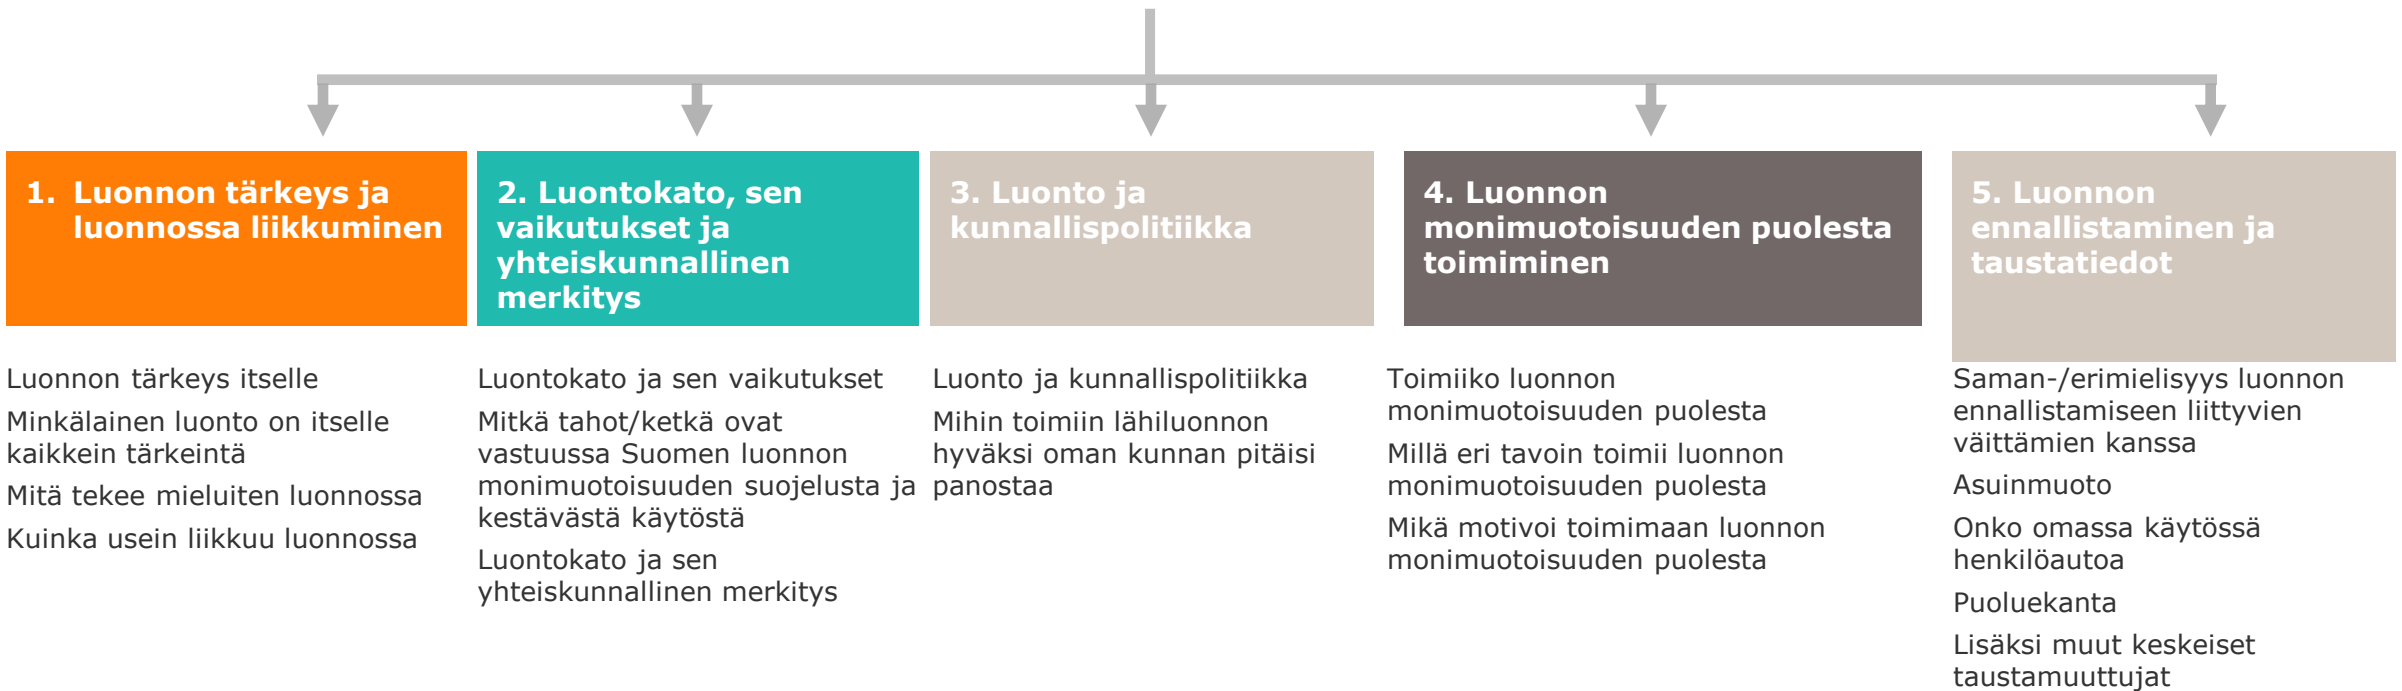 1. Luonnon tärkeys ja
luonnossa liikkuminen
Luonnon tärkeys itselle
Minkälainen luonto on itselle
kaikkein tärkeintä
Mitä tekee mieluiten luonnossa
Kuinka usein liikkuu luonnossa
2. Luontokato, sen
vaikutukset ja
yhteiskunnallinen
merkitys
Luontokato ja sen vaikutukset
Mitkä tahot/ketkä ovat
vastuussa Suomen luonnon
monimuotoisuuden suojelusta ja
kestävästä käytöstä
Luontokato ja sen
yhteiskunnallinen merkitys
3. Luonto ja
kunnallispolitiikka
Luonto ja kunnallispolitiikka
Mihin toimiin lähiluonnon
hyväksi oman kunnan pitäisi
panostaa
4. Luonnon
monimuotoisuuden puolesta
toimiminen
Toimiiko luonnon
monimuotoisuuden puolesta
Millä eri tavoin toimii luonnon
monimuotoisuuden puolesta
Mikä motivoi toimimaan luonnon
monimuotoisuuden puolesta
5. Luonnon
ennallistaminen ja
taustatiedot
Saman-/erimielisyys luonnon
ennallistamiseen liittyvien
väittämien kanssa
Asuinmuoto
Onko omassa käytössä
henkilöautoa
Puoluekanta
Lisäksi muut keskeiset
taustamuuttujat